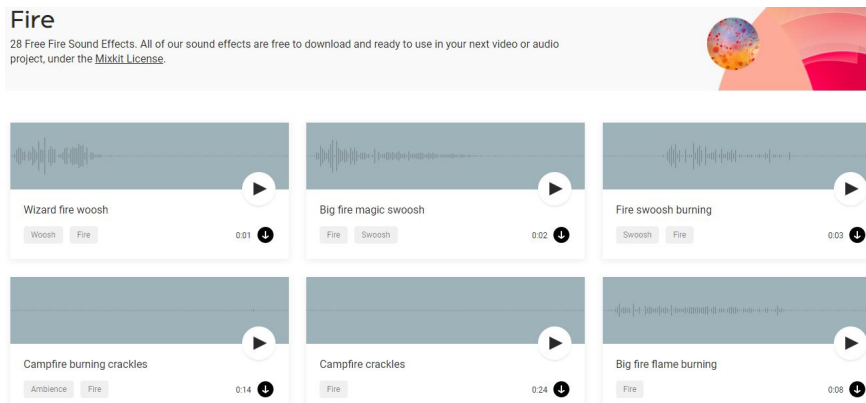 Fire
28 Free Fire Sound Effects. All of our sound effects are free to download and ready to use in your next video or audio
project, under the Mixkit License.
Wizard fire woosh
Woosh Fire 0:01
Big fire magic swoosh
Fire Swoosh 0:02
Fire swoosh burning
Swoosh Fire 0:03
Campfire burning crackles
Ambience Fire 0:14
Campfire crackles
Fire 0:24
Big fire flame burning
Fire 0:08